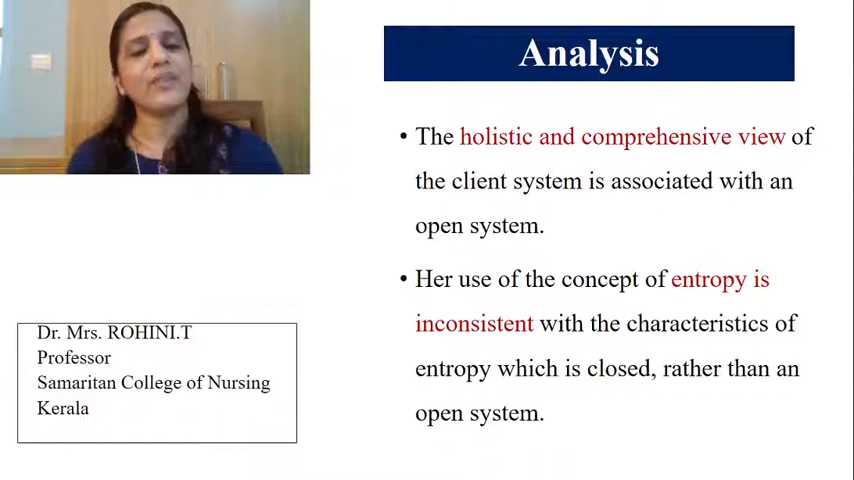 Analysis
• The holistic and comprehensive view of
the client system is associated with an
open system.
• Her use of the concept of entropy is
inconsistent with the characteristics of
entropy which is closed, rather than an
open system.
Dr. Mrs. ROHINI.T
Professor
Samaritan College of Nursing
Kerala